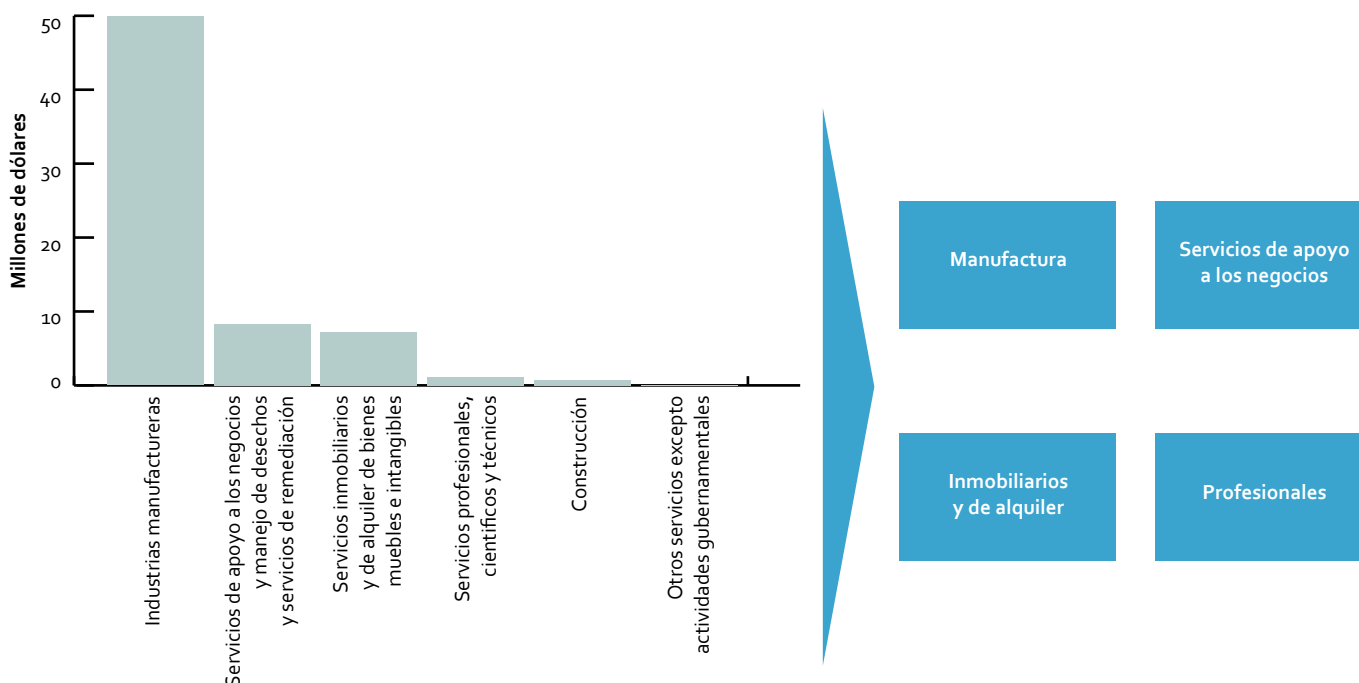 Millones de dólares
50
40
30
20
10
0
Industrias manufactureras
Servicios de apoyo a los negocios
y manejo de desechos
y servicios de remediación
Servicios inmobiliarios
y de alquiler de bienes
muebles e intangibles
Servicios profesionales,
científicos y técnicos
Construcción
Otros servicios excepto
actividades gubernamentales
Manufactura
Servicios de apoyo
a los negocios
Inmobiliarios
y de alquiler
Profesionales